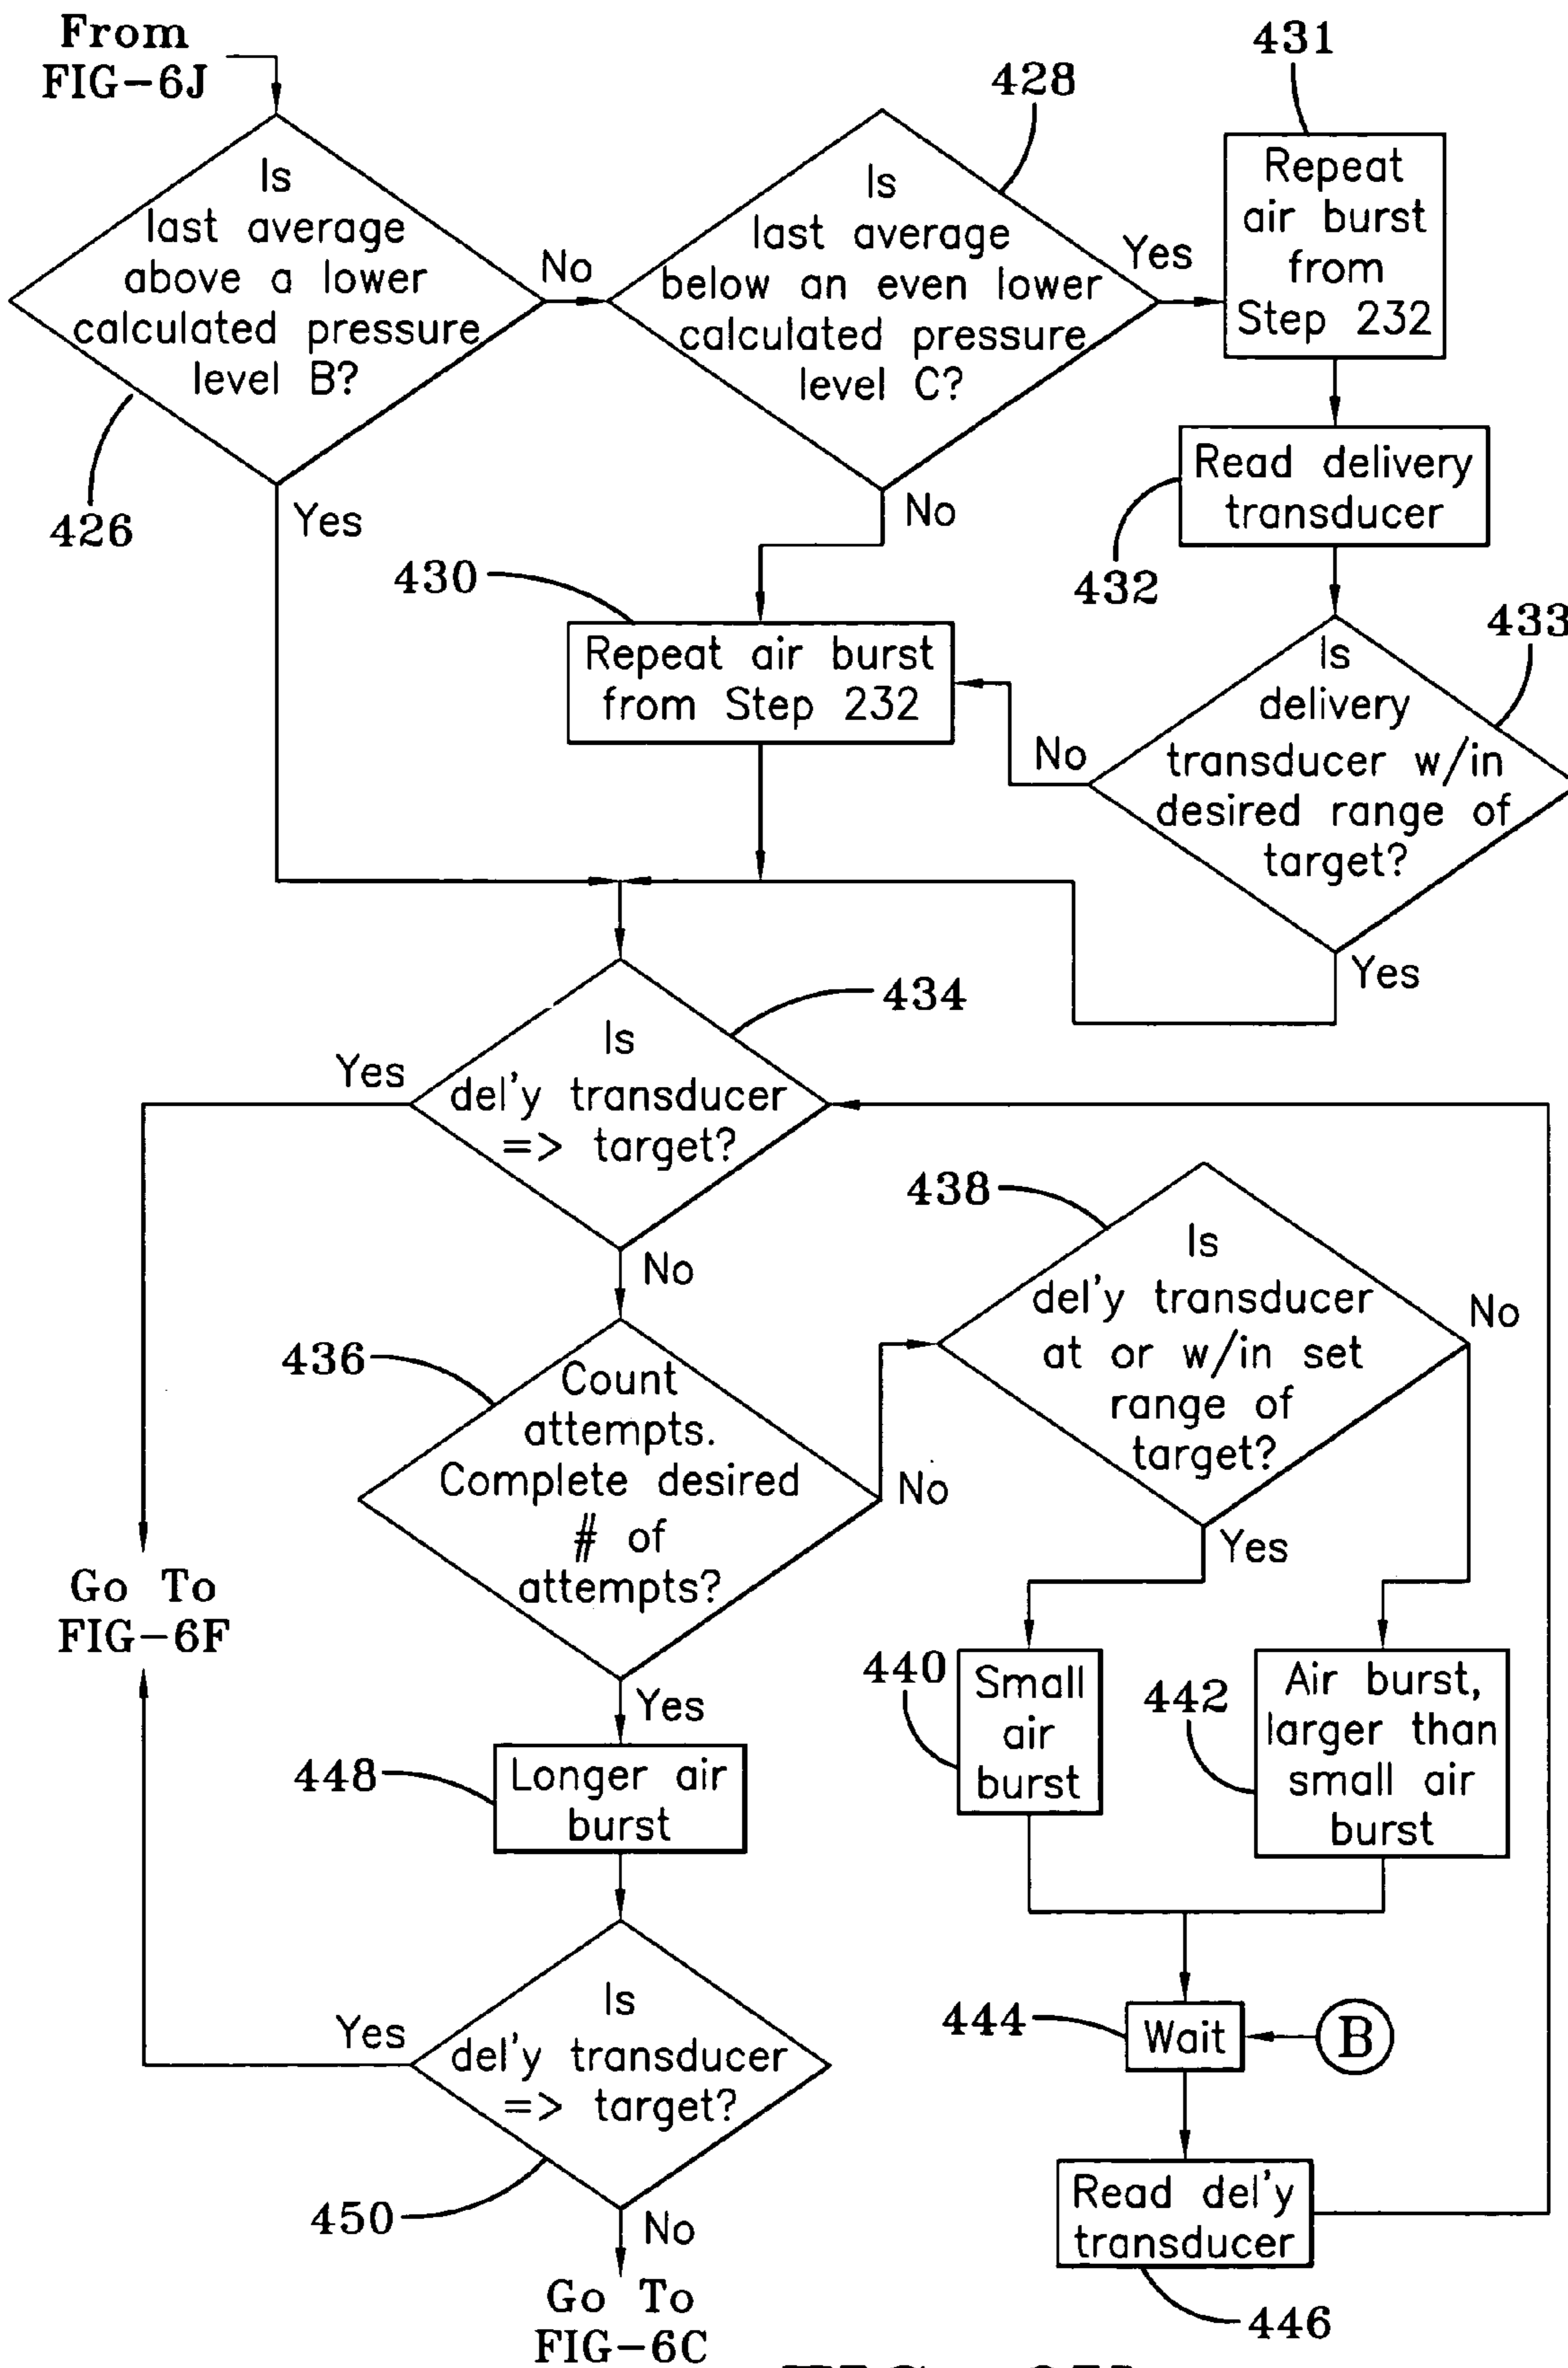 From
FIG-6J
Is
last average
above a lower
calculated pressure
level B?
426
No
Yes
Is
last average
below an even lower
calculated pressure
level C?
428
Yes
No
431
Repeat
air burst
from
Step 232
Read delivery
transducer
432
430
Repeat air burst
from Step 232
433
Is
delivery
transducer w/in
desired range of
target?
No
Yes
434
Is
del'y transducer
=> target?
Yes
No
436
Count
attempts.
Complete desired
# of
attempts?
No
Yes
438
Is
del'y transducer
at or w/in set
range of
target?
No
Yes
Go To
FIG-6F
440
Small
air
burst
442
Air burst,
larger than
small air
burst
448
Longer air
burst
444
Wait
B
Is
del'y transducer
=> target?
Yes
450
No
Read del'y
transducer
446
Go To
FIG-6C